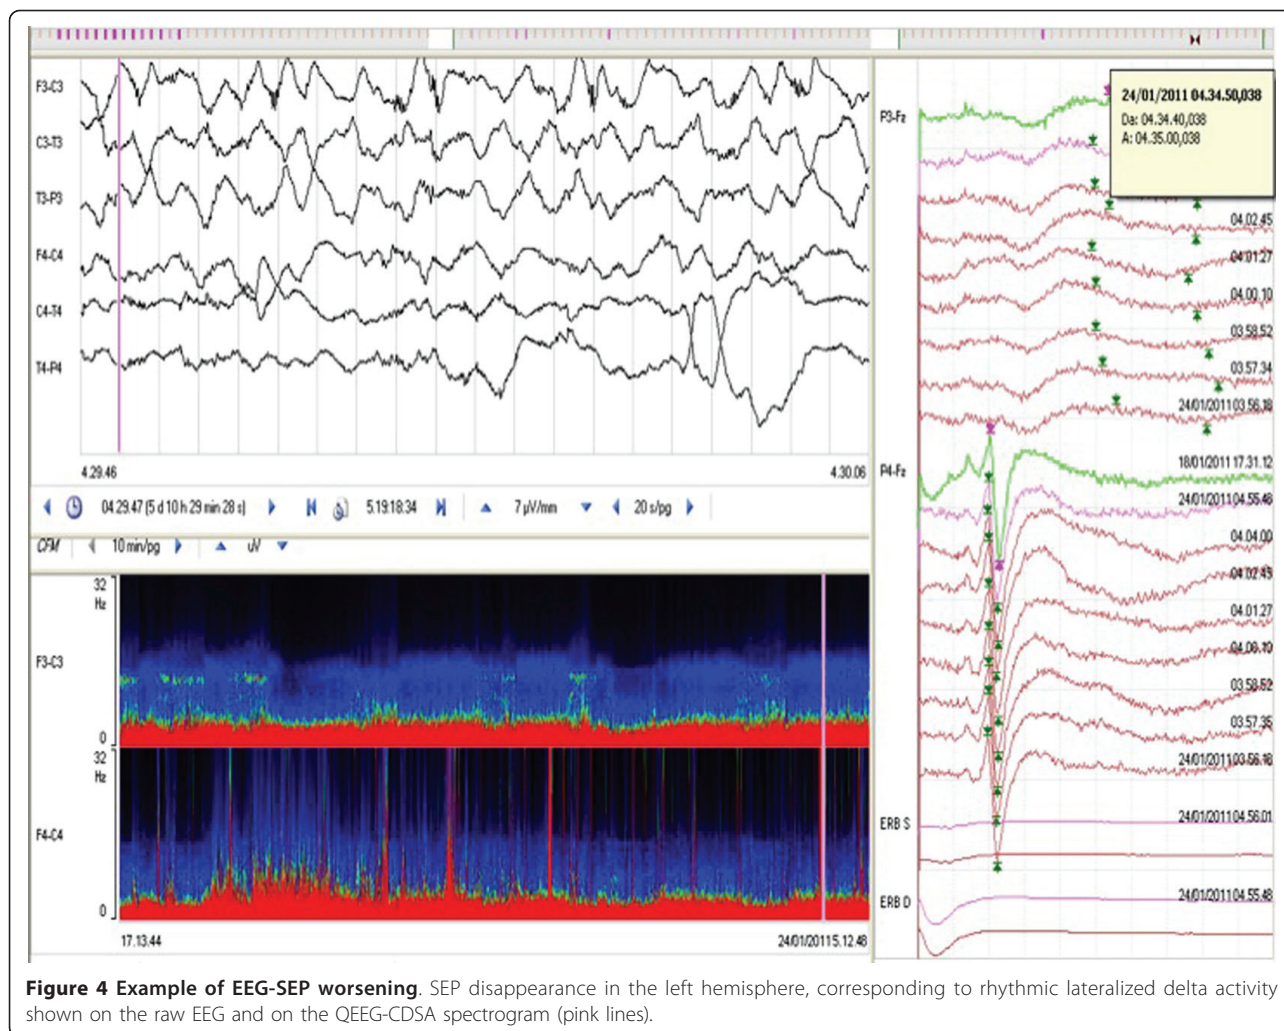 24/01/2011 04.34.50,038
Da: 04.34.40,038
A: 04.35.00,038
F3-C3
C3-T3
T3-P3
F4-C4
C4-T4
T4-P4
4.29.46
4.30.06
04.29.47 (5 d 10 h 29 min 28 s)
5.19:18:34
7 µV/mm
20 s/pg
CFM
10 min/pg
uV
32
Hz
F3-C3
0
32
Hz
F4-C4
0
17.13.44
24/01/2011 5.12.48
P3-Fz
04.02.45
04.01.27
04.00.10
03.58.52
03.57.34
24/01/2011 03.56.18
P4-Fz
18/01/2011 17.31.12
24/01/2011 04.55.48
04.04.00
04.02.43
04.01.27
03.58.52
03.57.35
24/01/2011 03.56.18
ERB S
24/01/2011 04.56.01
ERB D
24/01/2011 04.55.48
Figure 4 Example of EEG-SEP worsening. SEP disappearance in the left hemisphere, corresponding to rhythmic lateralized delta activity
shown on the raw EEG and on the QEEG-CDSA spectrogram (pink lines).